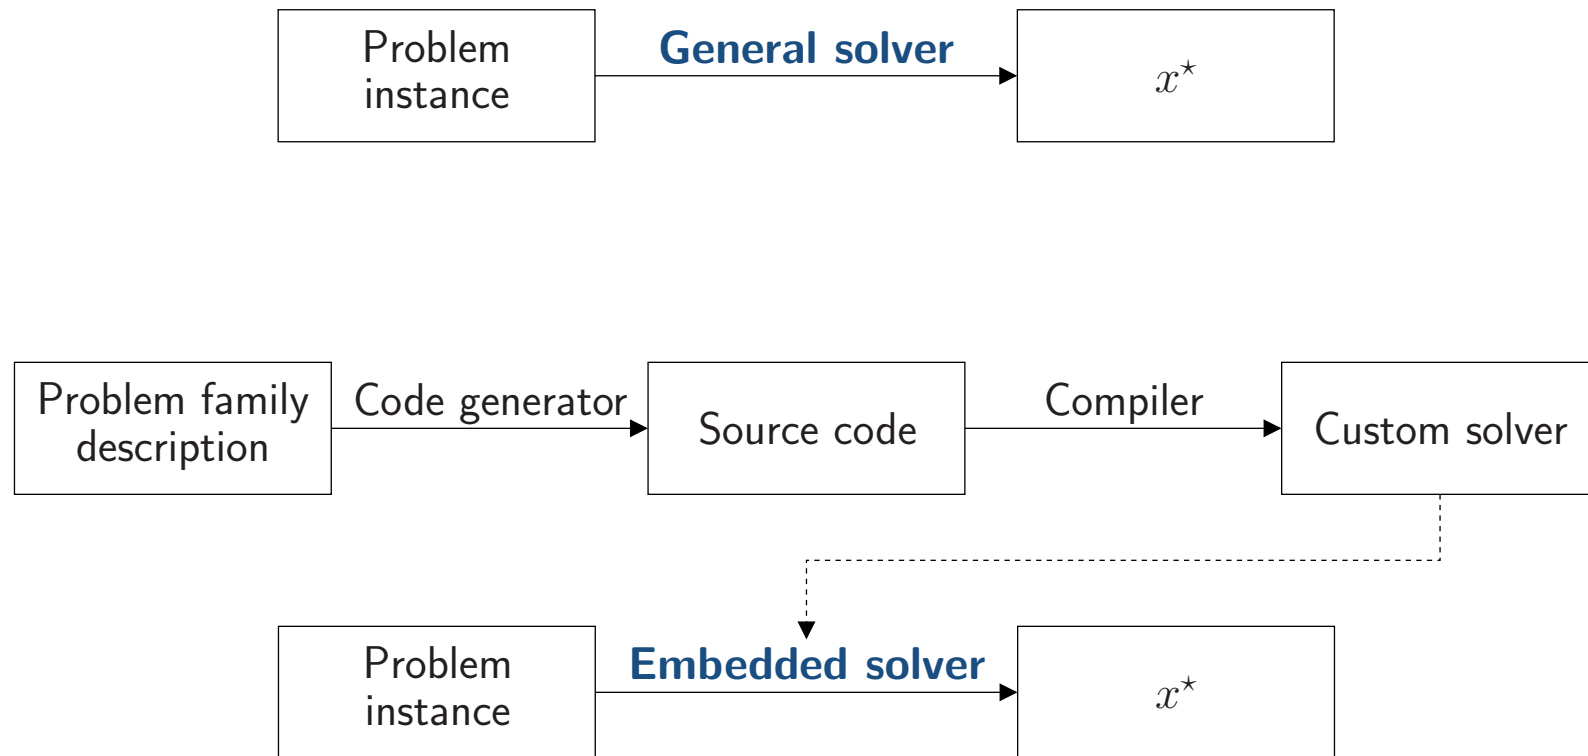 Problem
instance
General solver
x⋆
Problem family
description
Code generator
Source code
Compiler
Custom solver
Problem
instance
Embedded solver
x⋆